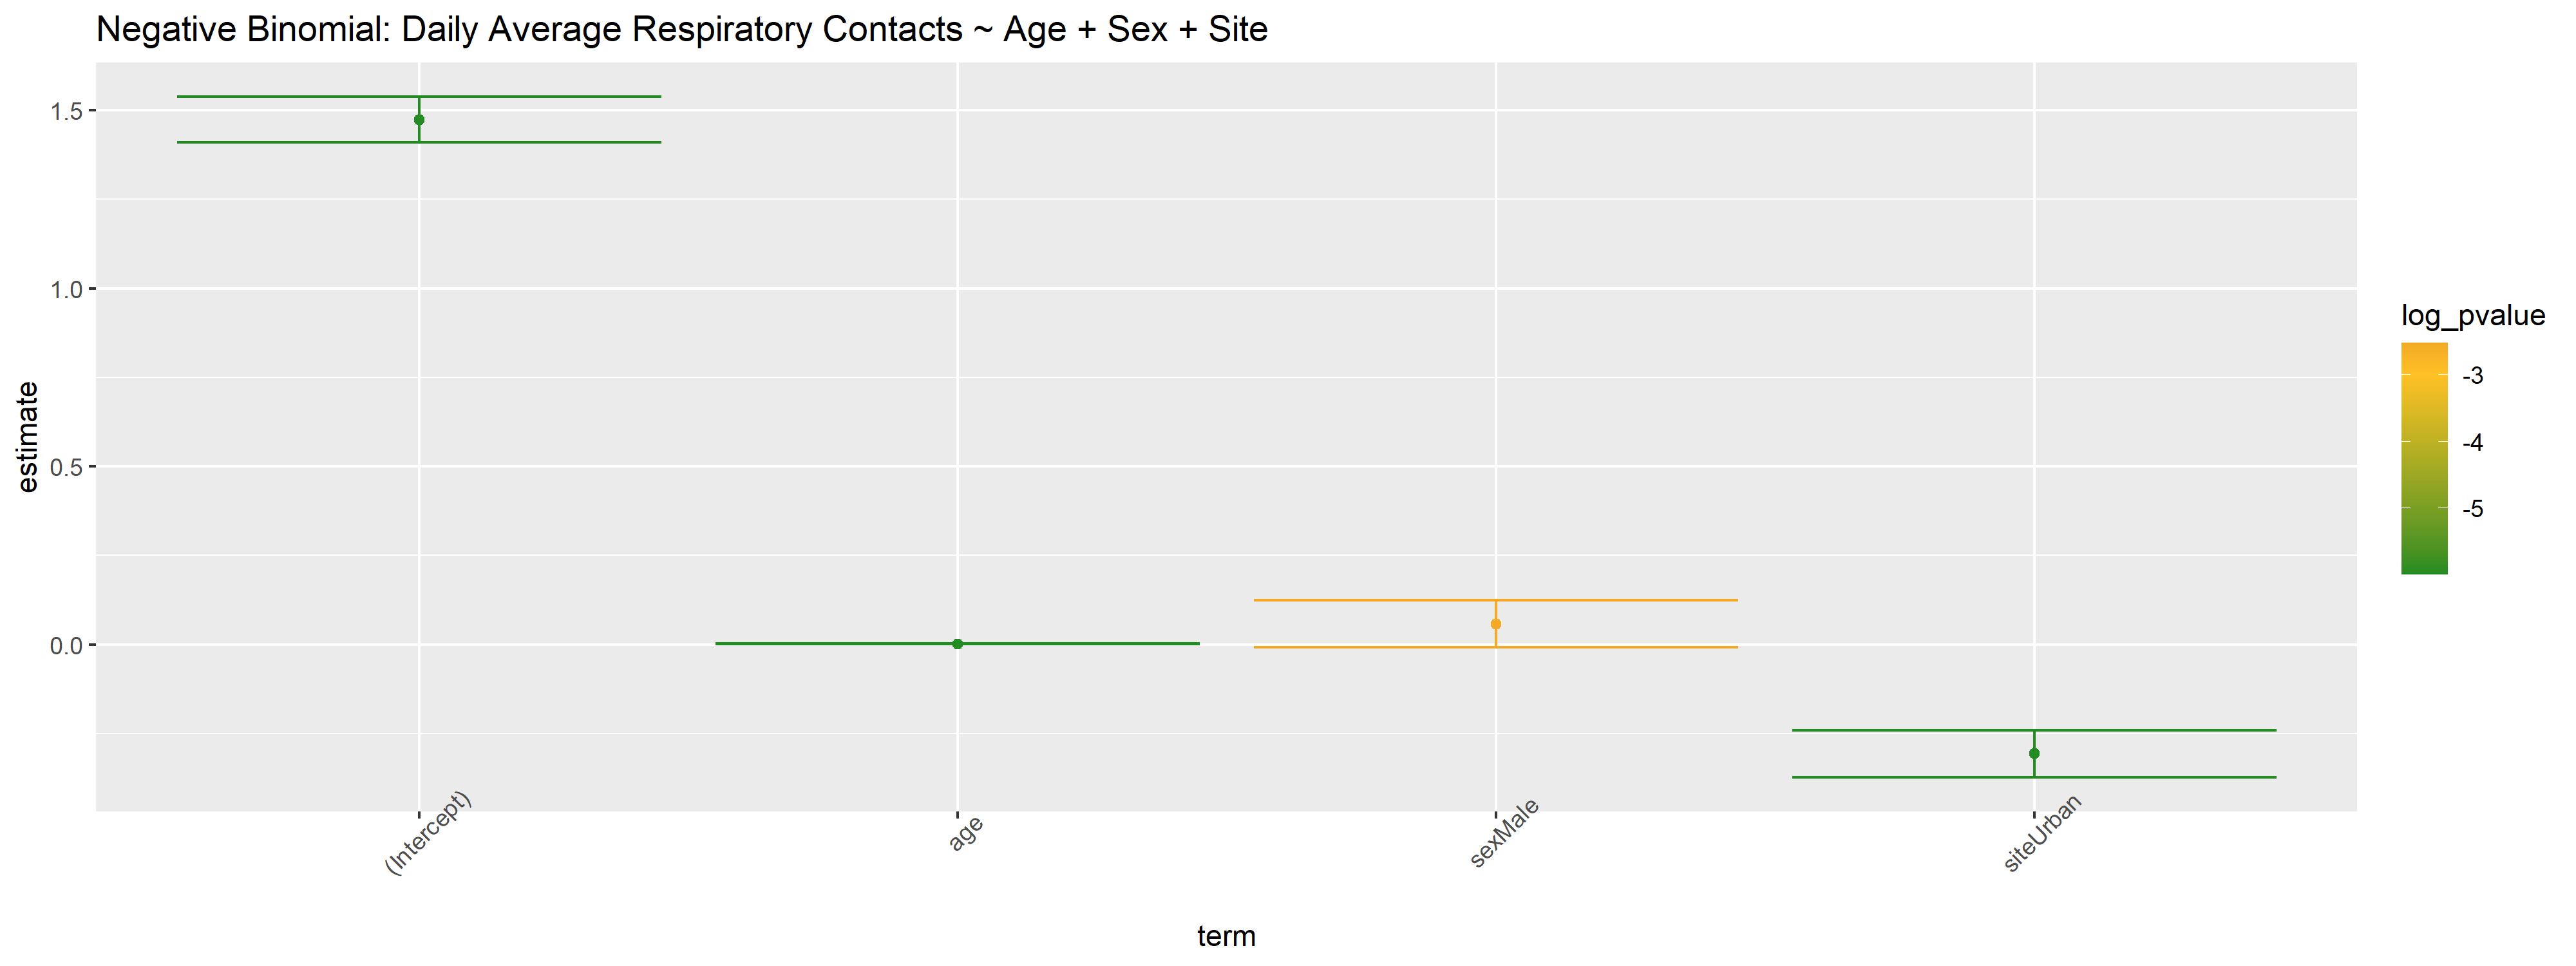 Negative Binomial: Daily Average Respiratory Contacts ~ Age + Sex + Site
estimate
1.5
1.0
0.5
0.0
(Intercept)
age
sexMale
siteUrban
term
log_pvalue
-3
-4
-5